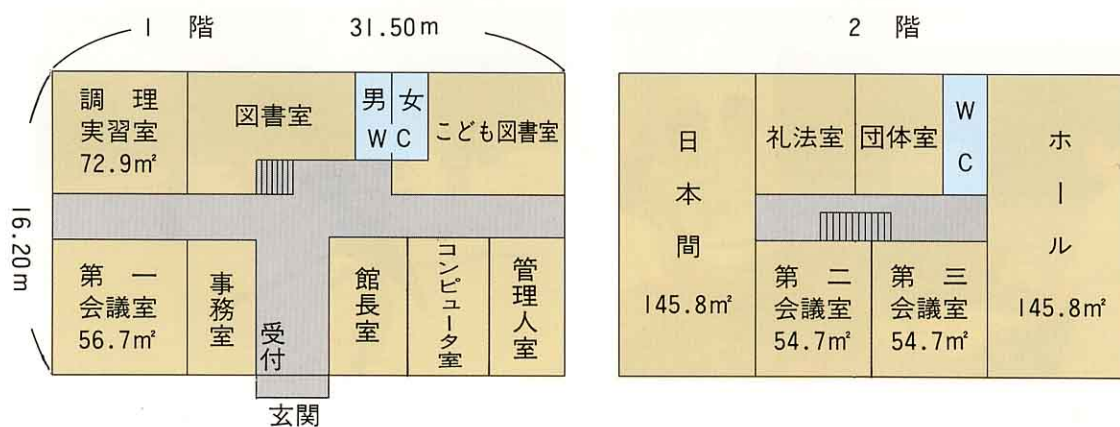 1 階
31.50m
16.20m
調 理
実習室
72.9㎡
図書室
男 女
W C
こども図書室
第 一
会議室
56.7㎡
事務室
受付
館長室
コンピュータ室
管理人室
玄関
2 階
日本間
145.8㎡
礼法室
団体室
W
C
ホール
145.8㎡
第 二
会議室
54.7㎡
第 三
会議室
54.7㎡